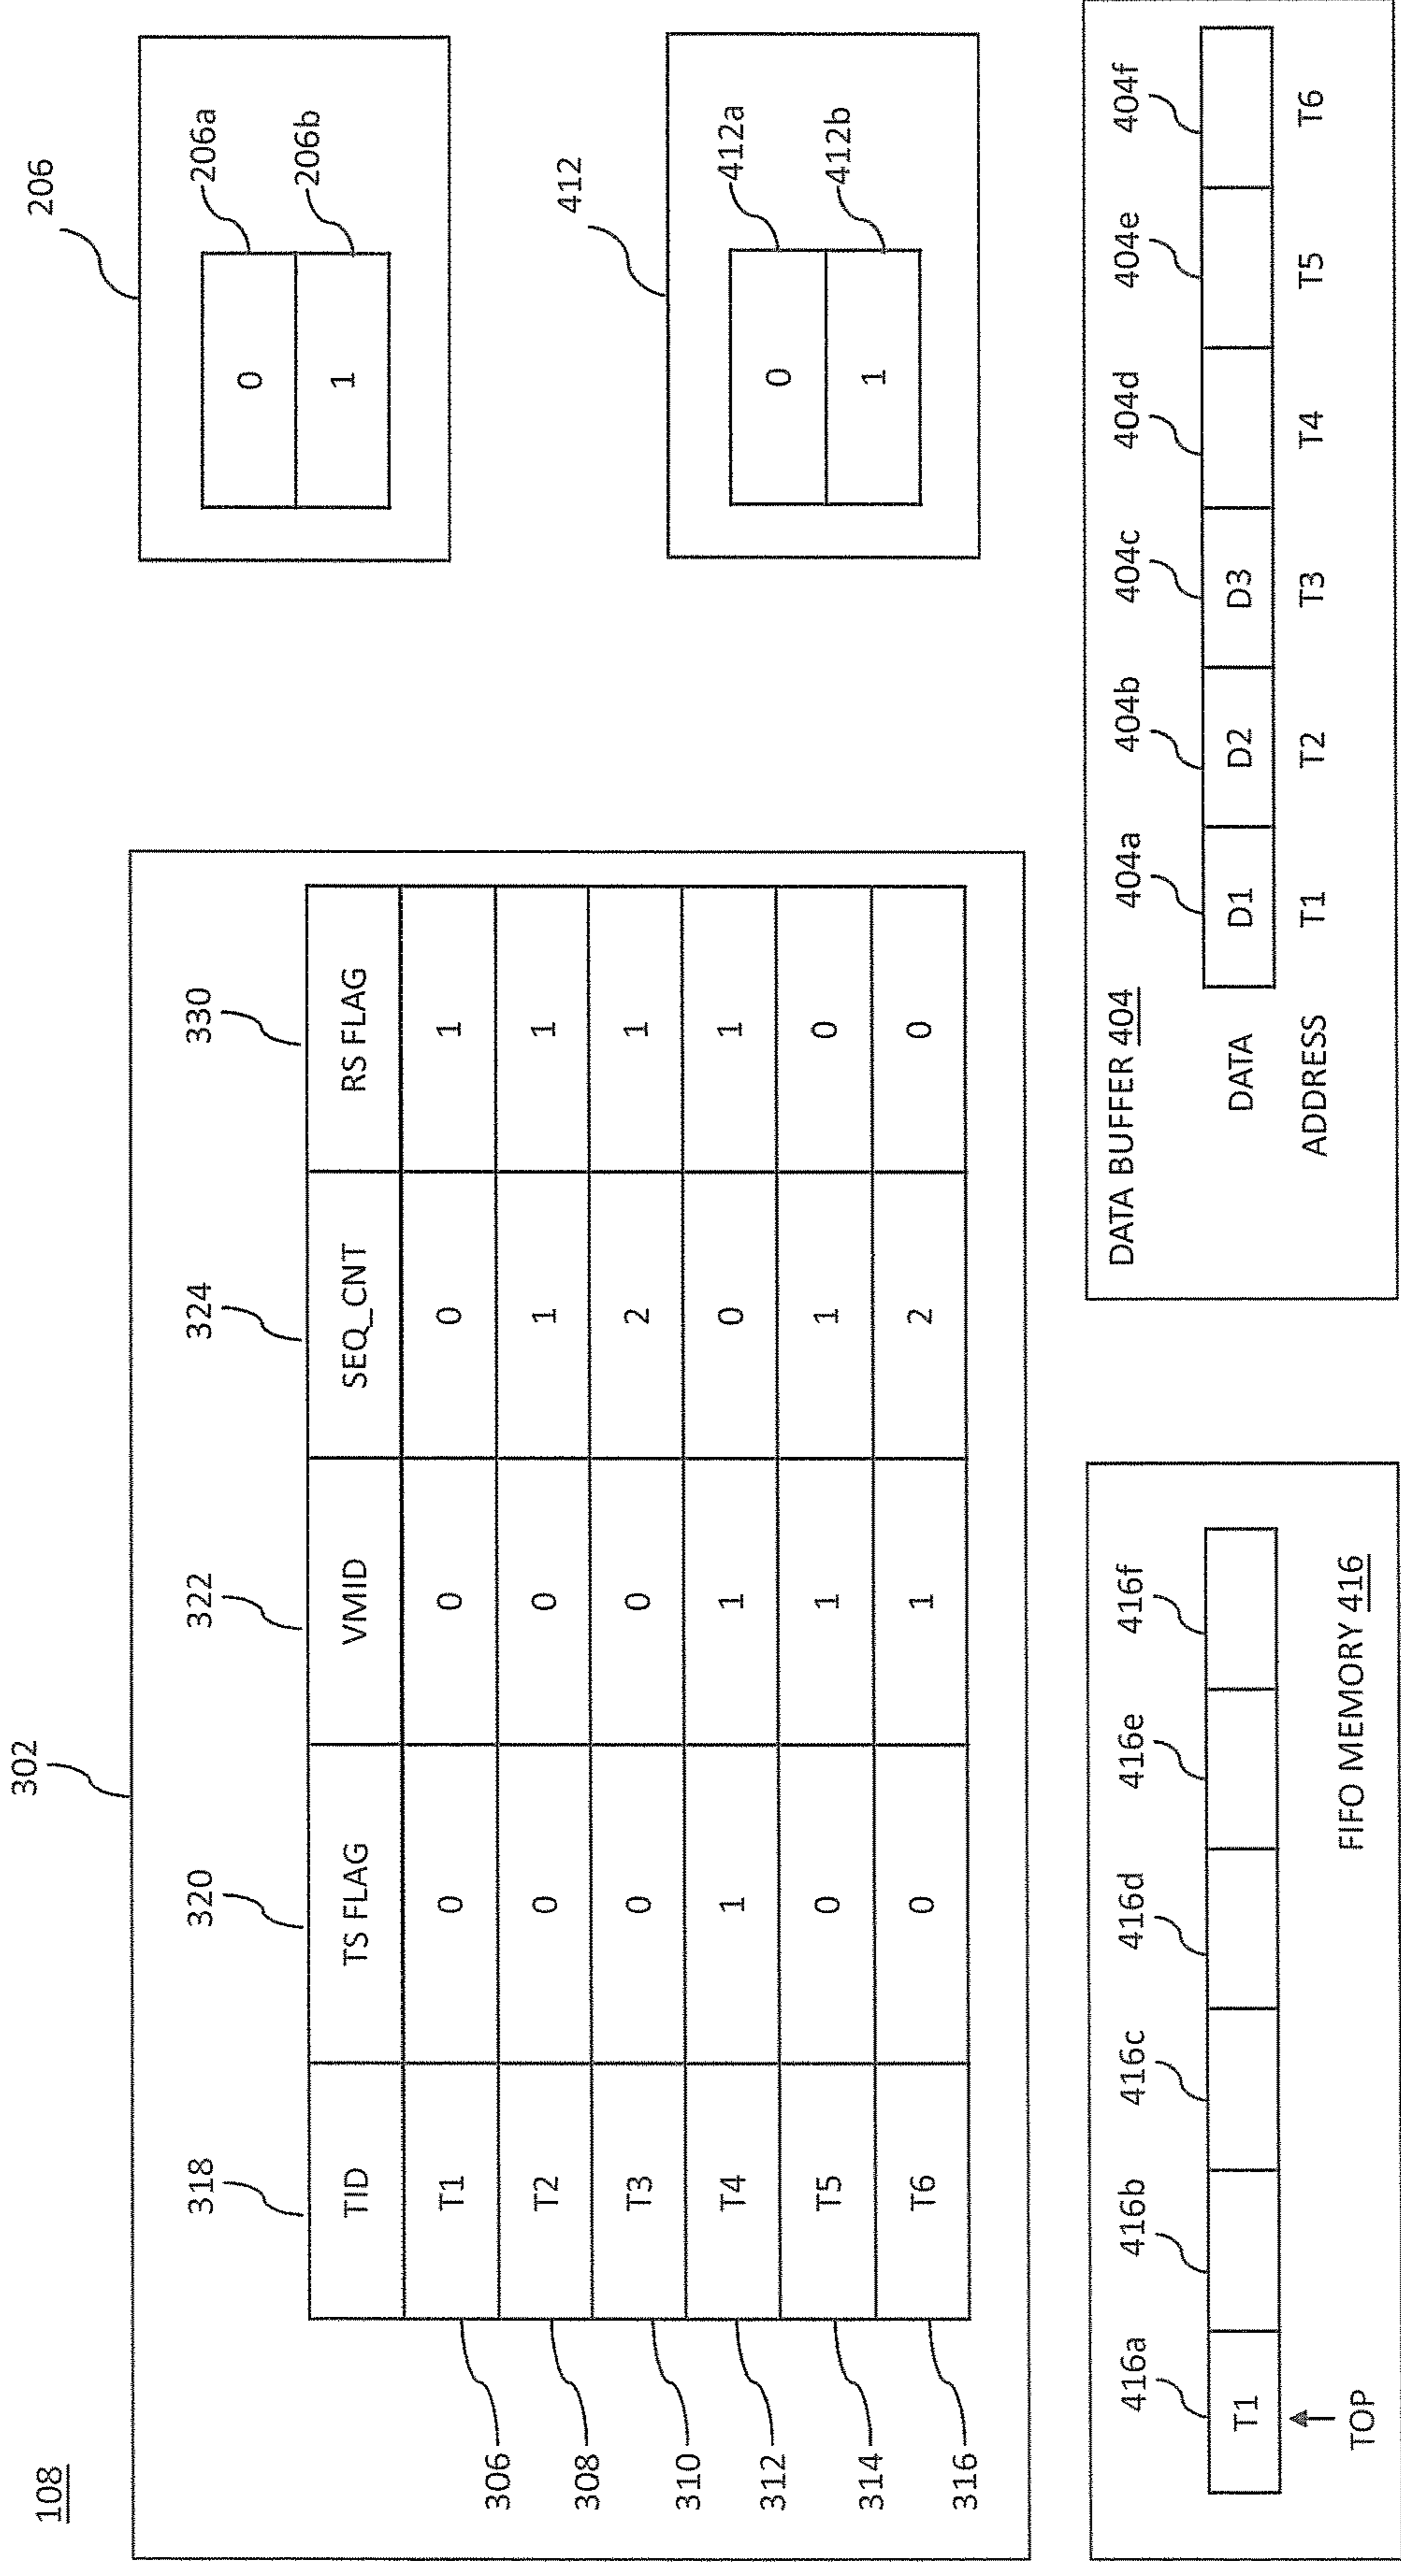 108
302
318 320 322 324 330
TID TS FLAG VMID SEQ_CNT RS FLAG
306 T1 0 0 0 1
308 T2 0 0 1 1
310 T3 0 0 2 1
312 T4 1 1 0 1
314 T5 0 1 1 0
316 T6 0 1 2 0
206
0 206a
1 206b
412
0 412a
1 412b
416a 416b 416c 416d 416e 416f
T1
TOP
FIFO MEMORY 416
DATA BUFFER 404
404a 404b 404c 404d 404e 404f
DATA D1 D2 D3
ADDRESS T1 T2 T3 T4 T5 T6